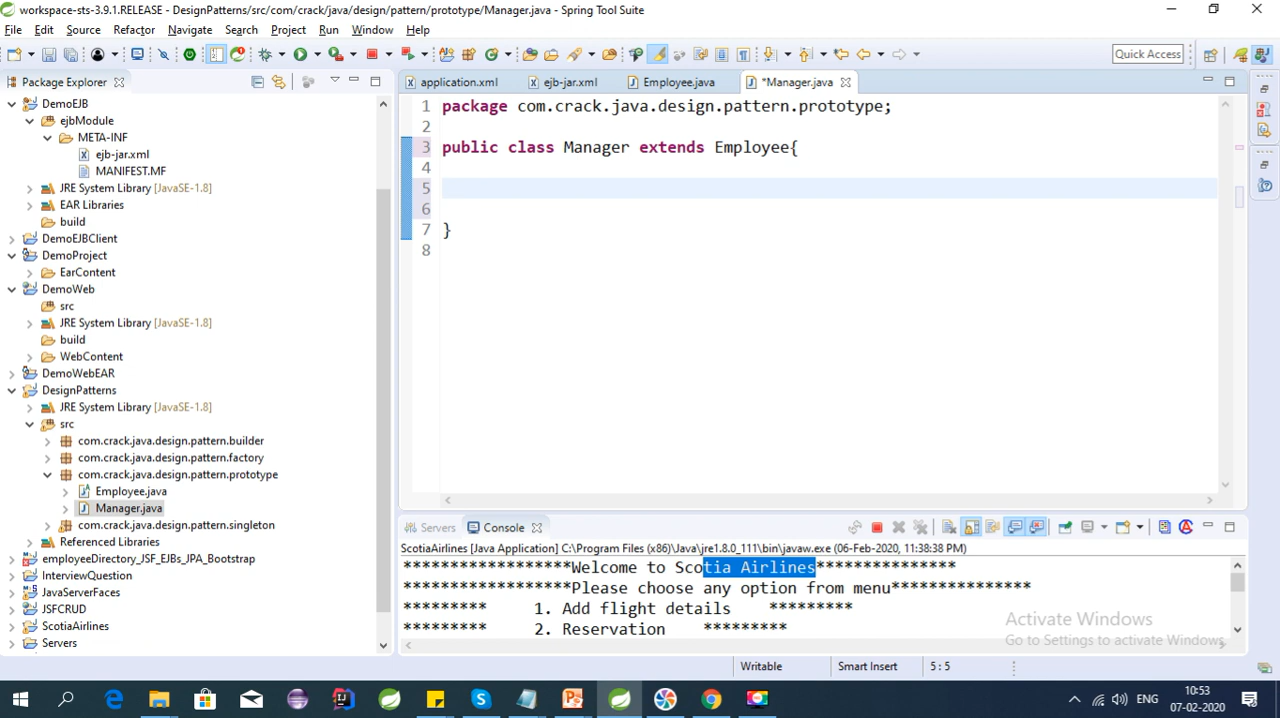 workspace-sts-3.9.1.RELEASE - DesignPatterns/src/com/crack/java/design/pattern/prototype/Manager.java - Spring Tool Suite
File Edit Source Refactor Navigate Search Project Run Window Help
Quick Access
Package Explorer
application.xml ejb-jar.xml Employee.java *Manager.java
DemoEJB
ejbModule
META-INF
ejb-jar.xml
MANIFEST.MF
JRE System Library [JavaSE-1.8]
EAR Libraries
build
DemoEJBClient
DemoProject
EarContent
DemoWeb
src
JRE System Library [JavaSE-1.8]
build
WebContent
DemoWebEAR
DesignPatterns
JRE System Library [JavaSE-1.8]
src
com.crack.java.design.pattern.builder
com.crack.java.design.pattern.factory
com.crack.java.design.pattern.prototype
Employee.java
Manager.java
com.crack.java.design.pattern.singleton
Referenced Libraries
employeeDirectory_JSF_EJBs_JPA_Bootstrap
InterviewQuestion
JavaServerFaces
JSFCRUD
ScotiaAirlines
Servers
1 package com.crack.java.design.pattern.prototype;
2
3 public class Manager extends Employee{
4
5
6
7 }
8
Servers Console
ScotiaAirlines [Java Application] C:\Program Files (x86)\Java\jre1.8.0_111\bin\javaw.exe (06-Feb-2020, 11:38:38 PM)
******************Welcome to Scotia Airlines***************
******************Please choose any option from menu***************
********* 1. Add flight details *********
********* 2. Reservation *********
Activate Windows
Go to Settings to activate Windows.
Writable Smart Insert 5 : 5
ENG
10:53
07-02-2020